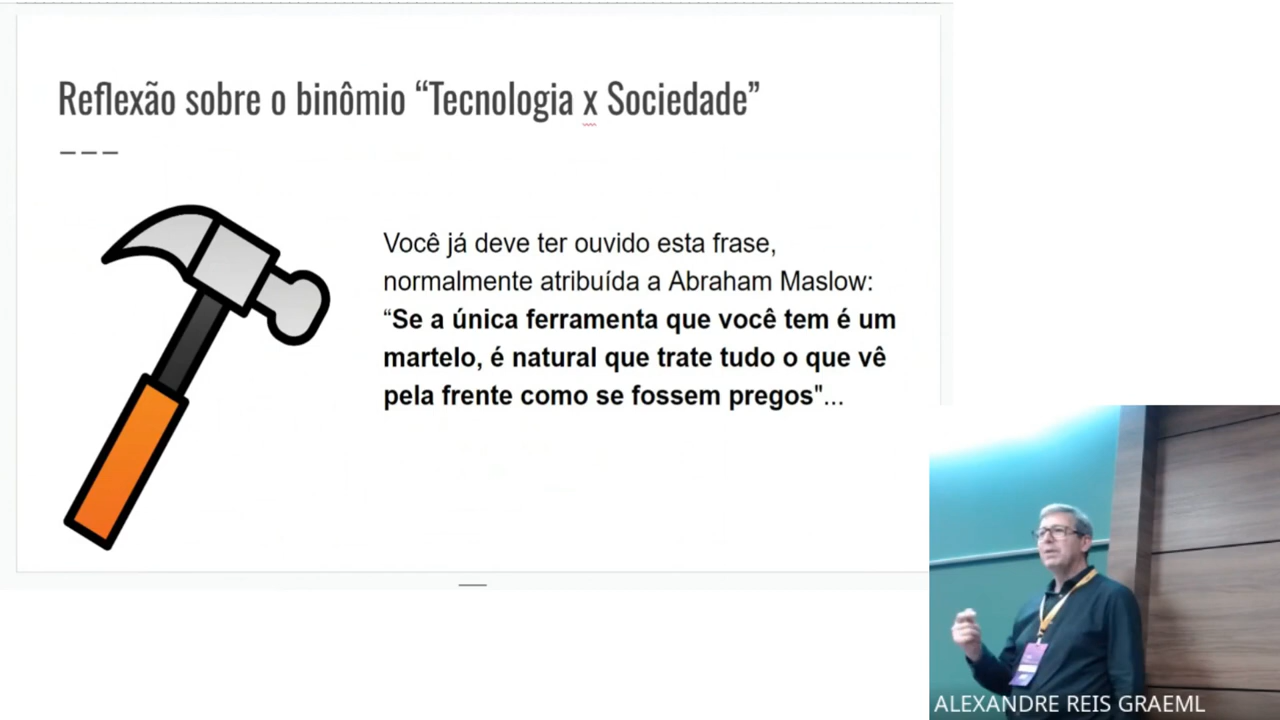 Reflexão sobre o binômio “Tecnologia x Sociedade”
Você já deve ter ouvido esta frase,
normalmente atribuída a Abraham Maslow:
“Se a única ferramenta que você tem é um
martelo, é natural que trate tudo o que vê
pela frente como se fossem pregos"...
ALEXANDRE REIS GRAEML